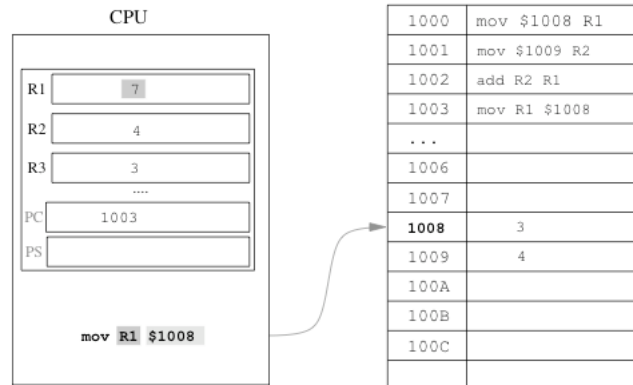 CPU
R1 7
R2 4
R3 3
....
PC 1003
PS
mov R1 $1008
1000 mov $1008 R1
1001 mov $1009 R2
1002 add R2 R1
1003 mov R1 $1008
...
1006
1007
1008 3
1009 4
100A
100B
100C